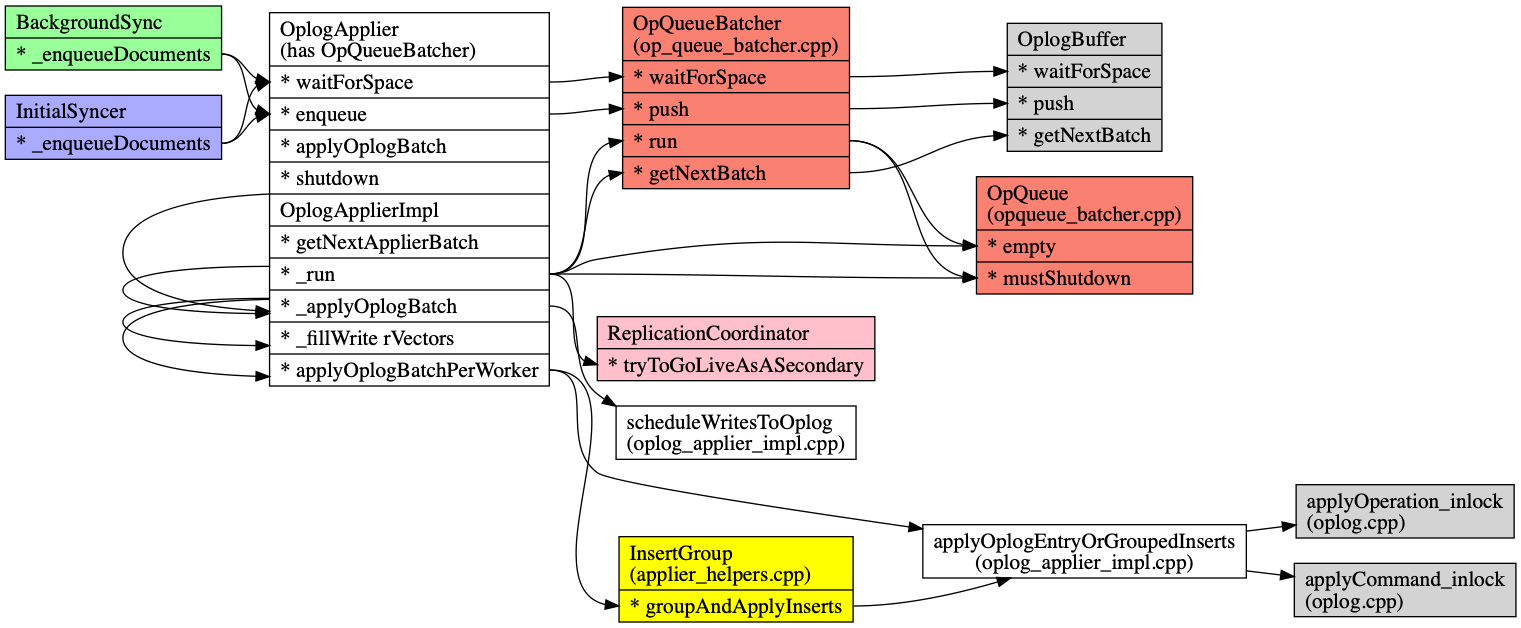 BackgroundSync
* _enqueueDocuments
InitialSyncer
* _enqueueDocuments
OplogApplier
(has OpQueueBatcher)
* waitForSpace
* enqueue
* applyOplogBatch
* shutdown
OplogApplierImpl
* getNextApplierBatch
* _run
* _applyOplogBatch
* _fillWrite rVectors
* applyOplogBatchPerWorker
OpQueueBatcher
(op_queue_batcher.cpp)
* waitForSpace
* push
* run
* getNextBatch
OplogBuffer
* waitForSpace
* push
* getNextBatch
OpQueue
(opqueue_batcher.cpp)
* empty
* mustShutdown
ReplicationCoordinator
* tryToGoLiveAsASecondary
scheduleWritesToOplog
(oplog_applier_impl.cpp)
InsertGroup
(applier_helpers.cpp)
* groupAndApplyInserts
applyOplogEntryOrGroupedInserts
(oplog_applier_impl.cpp)
applyOperation_inlock
(oplog.cpp)
applyCommand_inlock
(oplog.cpp)